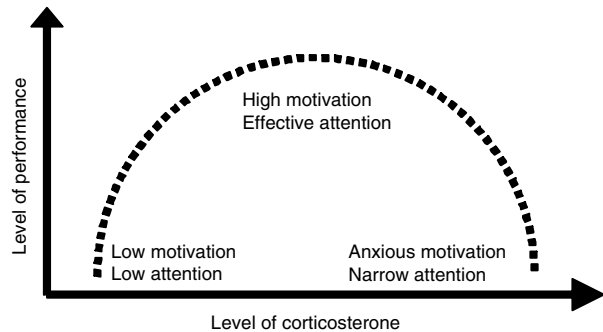 Level of performance
High motivation
Effective attention
Low motivation
Low attention
Anxious motivation
Narrow attention
Level of corticosterone